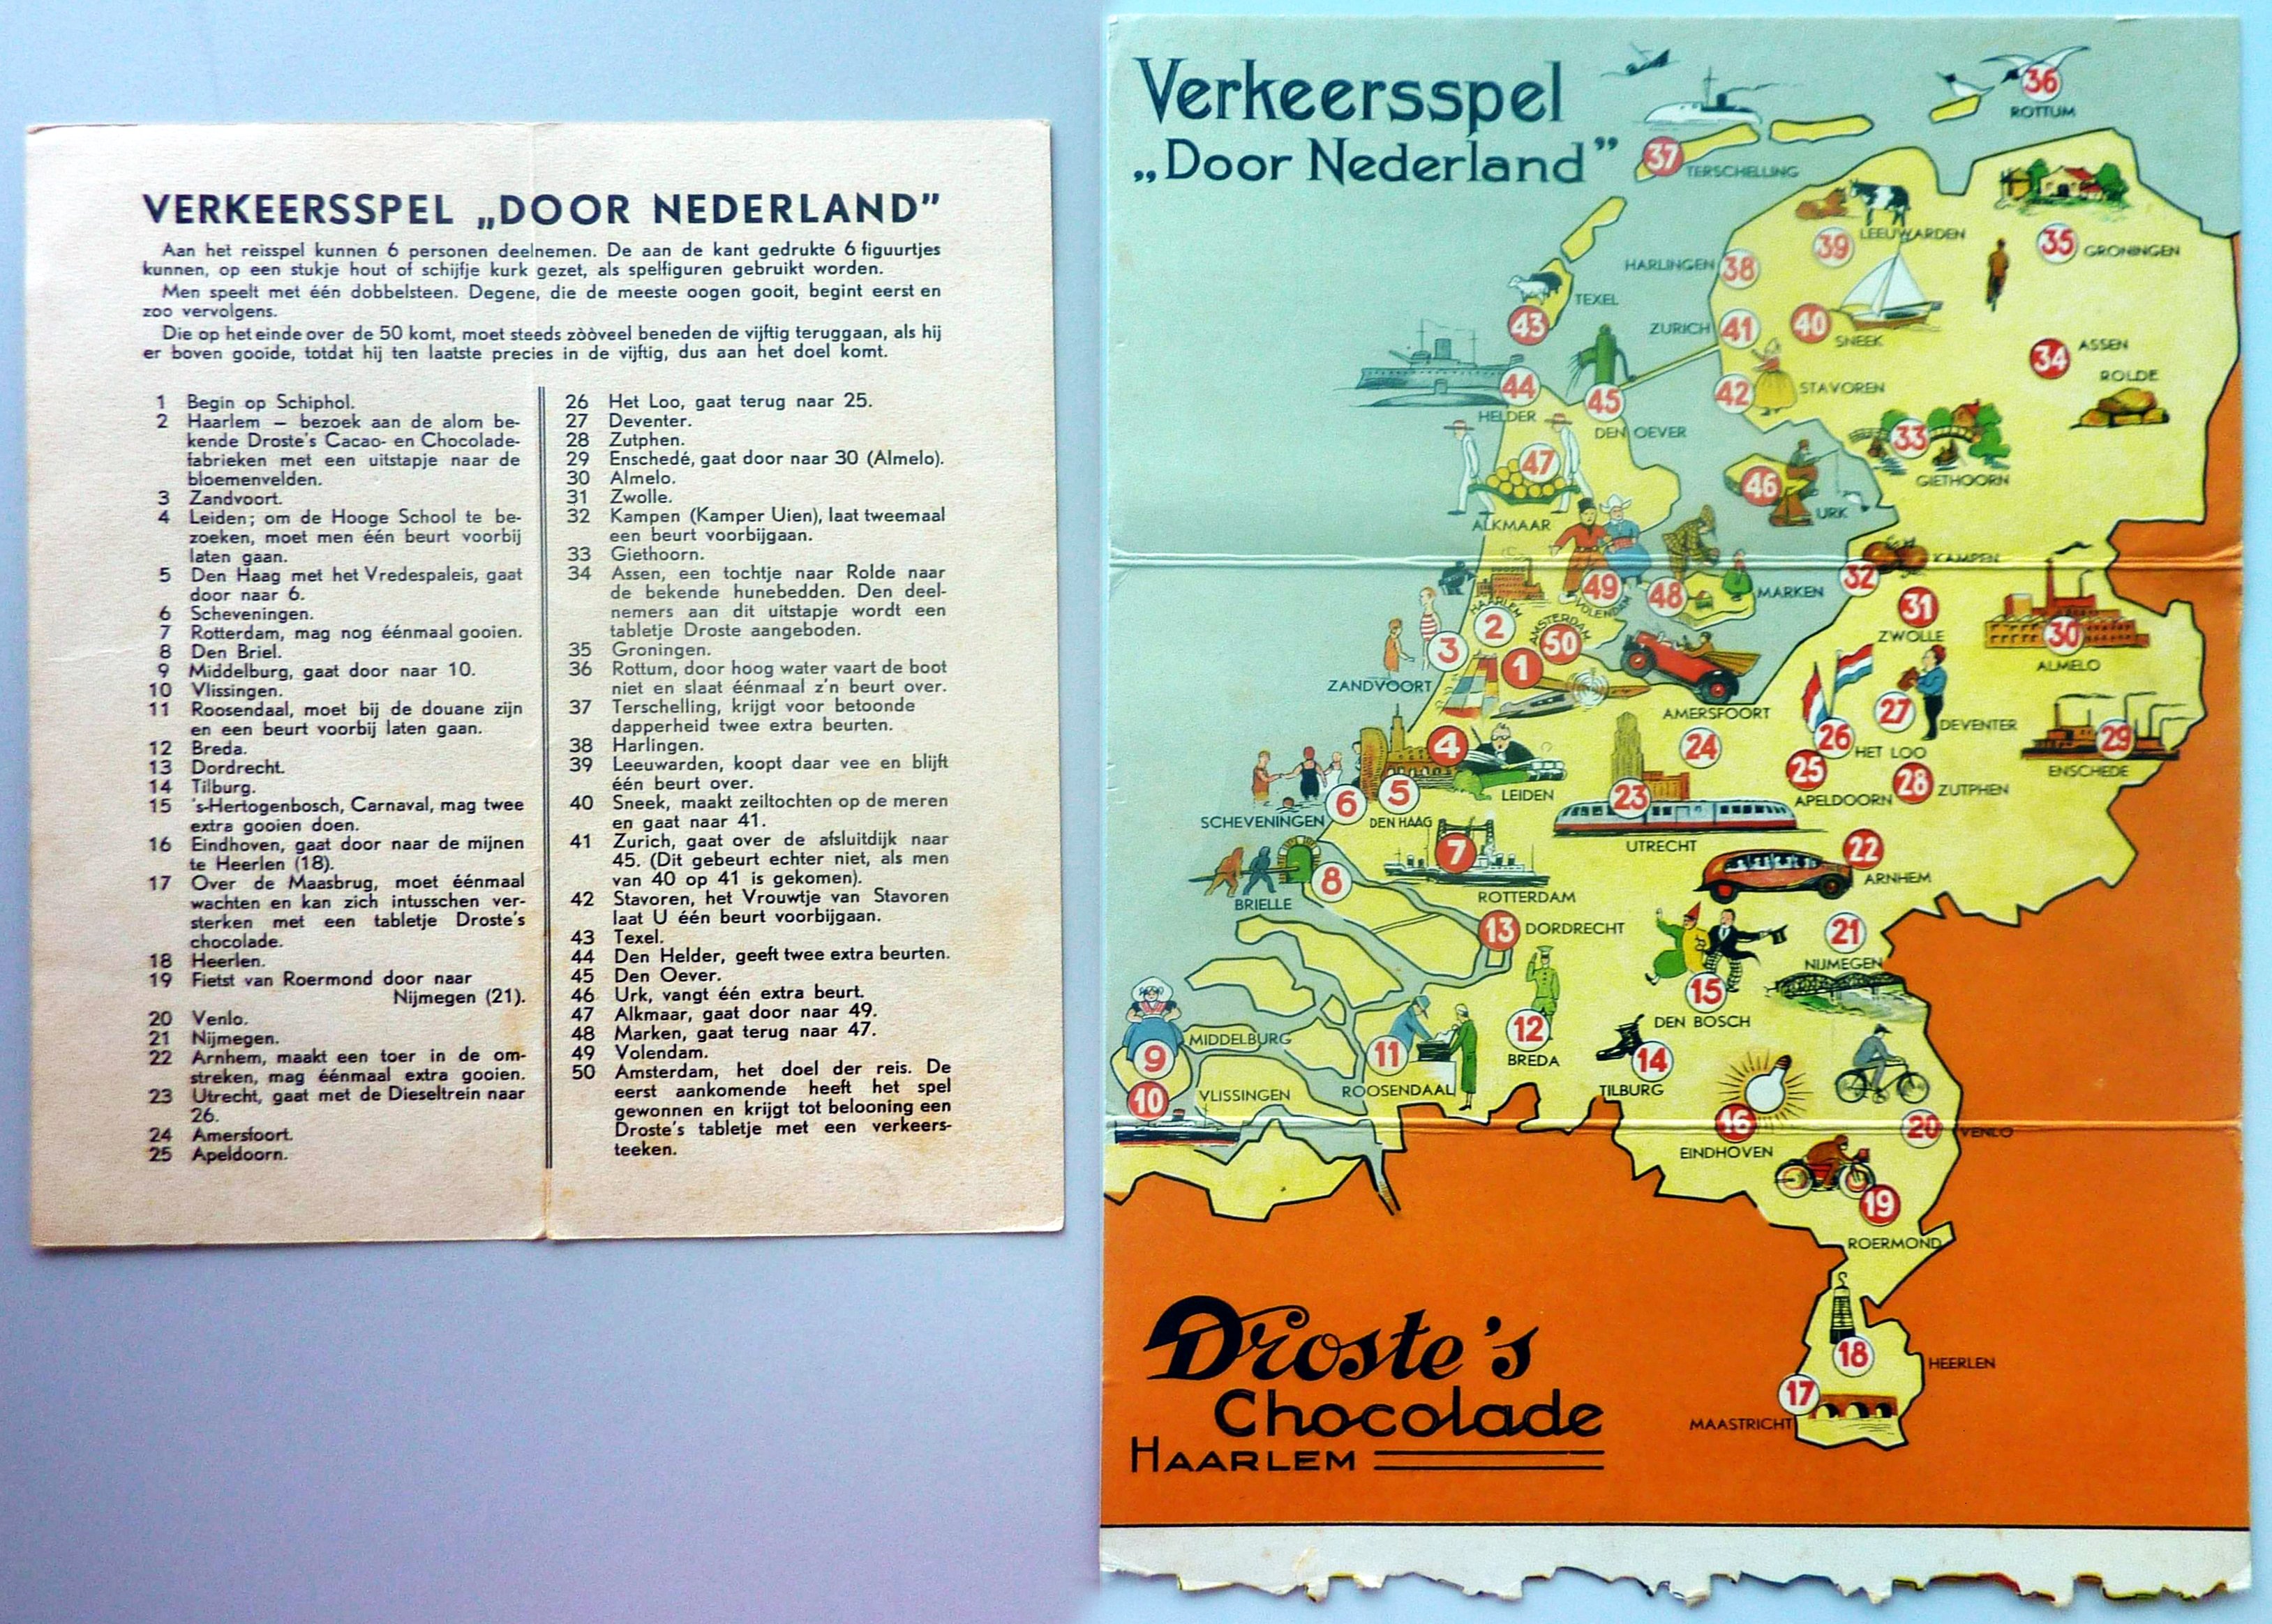 VERKEERSSPEL „DOOR NEDERLAND”
Aan het reisspel kunnen 6 personen deelnemen. De aan de kant gedrukte 6 figuurtjes
kunnen, op een stukje hout of schijfje kurk gezet, als spelfiguren gebruikt worden.
Men speelt met één dobbelsteen. Degene, die de meeste oogen gooit, begint eerst en
zoo vervolgens.
Die op het einde over de 50 komt, moet steeds zòòveel beneden de vijftig teruggaan, als hij
er boven gooide, totdat hij ten laatste precies in de vijftig, dus aan het doel komt.
1 Begin op Schiphol.
2 Haarlem – bezoek aan de alom be-
kende Droste's Cacao- en Chocolade-
fabrieken met een uitstapje naar de
bloemenvelden.
3 Zandvoort.
4 Leiden; om de Hooge School te be-
zoeken, moet men één beurt voorbij
laten gaan.
5 Den Haag met het Vredespaleis, gaat
door naar 6.
6 Scheveningen.
7 Rotterdam, mag nog éénmaal gooien.
8 Den Briel.
9 Middelburg, gaat door naar 10.
10 Vlissingen.
11 Roosendaal, moet bij de douane zijn
en een beurt voorbij laten gaan.
12 Breda.
13 Dordrecht.
14 Tilburg.
15 's-Hertogenbosch, Carnaval, mag twee
extra gooien doen.
16 Eindhoven, gaat door naar de mijnen
te Heerlen (18).
17 Over de Maasbrug, moet éénmaal
wachten en kan zich intusschen ver-
sterken met een tabletje Droste's
chocolade.
18 Heerlen.
19 Fietst van Roermond door naar
Nijmegen (21).
20 Venlo.
21 Nijmegen.
22 Arnhem, maakt een toer in de om-
streken, mag éénmaal extra gooien.
23 Utrecht, gaat met de Dieseltrein naar
26.
24 Amersfoort.
25 Apeldoorn.
26 Het Loo, gaat terug naar 25.
27 Deventer.
28 Zutphen.
29 Enschedé, gaat door naar 30 (Almelo).
30 Almelo.
31 Zwolle.
32 Kampen (Kamper Uien), laat tweemaal
een beurt voorbijgaan.
33 Giethoorn.
34 Assen, een tochtje naar Rolde naar
de bekende hunebedden. Den deel-
nemers aan dit uitstapje wordt een
tabletje Droste aangeboden.
35 Groningen.
36 Rottum, door hoog water vaart de boot
niet en slaat éénmaal z'n beurt over.
37 Terschelling, krijgt voor betoonde
dapperheid twee extra beurten.
38 Harlingen.
39 Leeuwarden, koopt daar vee en blijft
één beurt over.
40 Sneek, maakt zeiltochten op de meren
en gaat naar 41.
41 Zurich, gaat over de afsluitdijk naar
45. (Dit gebeurt echter niet, als men
van 40 op 41 is gekomen).
42 Stavoren, het Vrouwtje van Stavoren
laat U één beurt voorbijgaan.
43 Texel.
44 Den Helder, geeft twee extra beurten.
45 Den Oever.
46 Urk, vangt één extra beurt.
47 Alkmaar, gaat door naar 49.
48 Marken, gaat terug naar 47.
49 Volendam.
50 Amsterdam, het doel der reis. De
eerst aankomende heeft het spel
gewonnen en krijgt tot belooning een
Droste's tabletje met een verkeers-
teeken.
Verkeersspel
„Door Nederland”
36
ROTTUM
37 TERSCHELLING
39 LEEUWARDEN
35 GRONINGEN
HARLINGEN 38
TEXEL
43
ZURICH 41
40 SNEEK
34 ASSEN
ROLDE
44 HELDER
45 DEN OEVER
42 STAVOREN
33 GIETHOORN
47 ALKMAAR
46 URK
KAMPEN
32
49 VOLENDAM
48 MARKEN
31 ZWOLLE
30 ALMELO
DROSTE
HAARLEM
2
AMSTERDAM
50
3 ZANDVOORT
1
AMERSFOORT
24
27 DEVENTER
26 HET LOO
29 ENSCHEDE
25 APELDOORN
28 ZUTPHEN
4 LEIDEN
6 SCHEVENINGEN
5 DEN HAAG
23 UTRECHT
7 ROTTERDAM
22 ARNHEM
8 BRIELLE
13 DORDRECHT
21 NIJMEGEN
15 DEN BOSCH
9 MIDDELBURG
10 VLISSINGEN
11 ROOSENDAAL
12 BREDA
14 TILBURG
16 EINDHOVEN
20 VENLO
19 ROERMOND
18 HEERLEN
17 MAASTRICHT
Droste's
Chocolade
HAARLEM